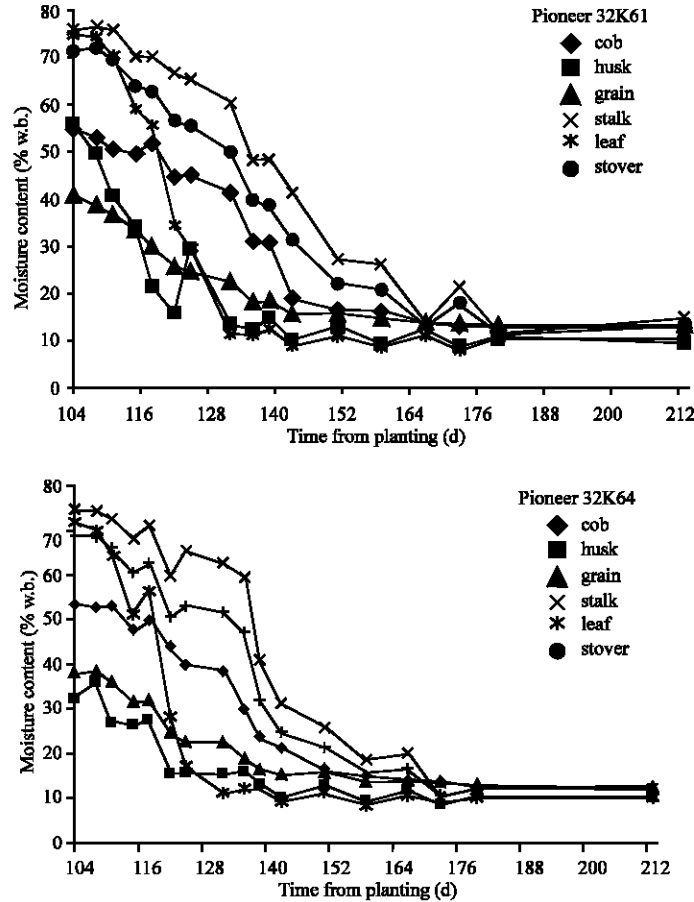 Pioneer 32K61
cob
husk
grain
stalk
leaf
stover
Moisture content (% w.b.)
80
70
60
50
40
30
20
10
0
104 116 128 140 152 164 176 188 200 212
Time from planting (d)
Pioneer 32K64
cob
husk
grain
stalk
leaf
stover
Moisture content (% w.b.)
80
70
60
50
40
30
20
10
0
104 116 128 140 152 164 176 188 200 212
Time from planting (d)